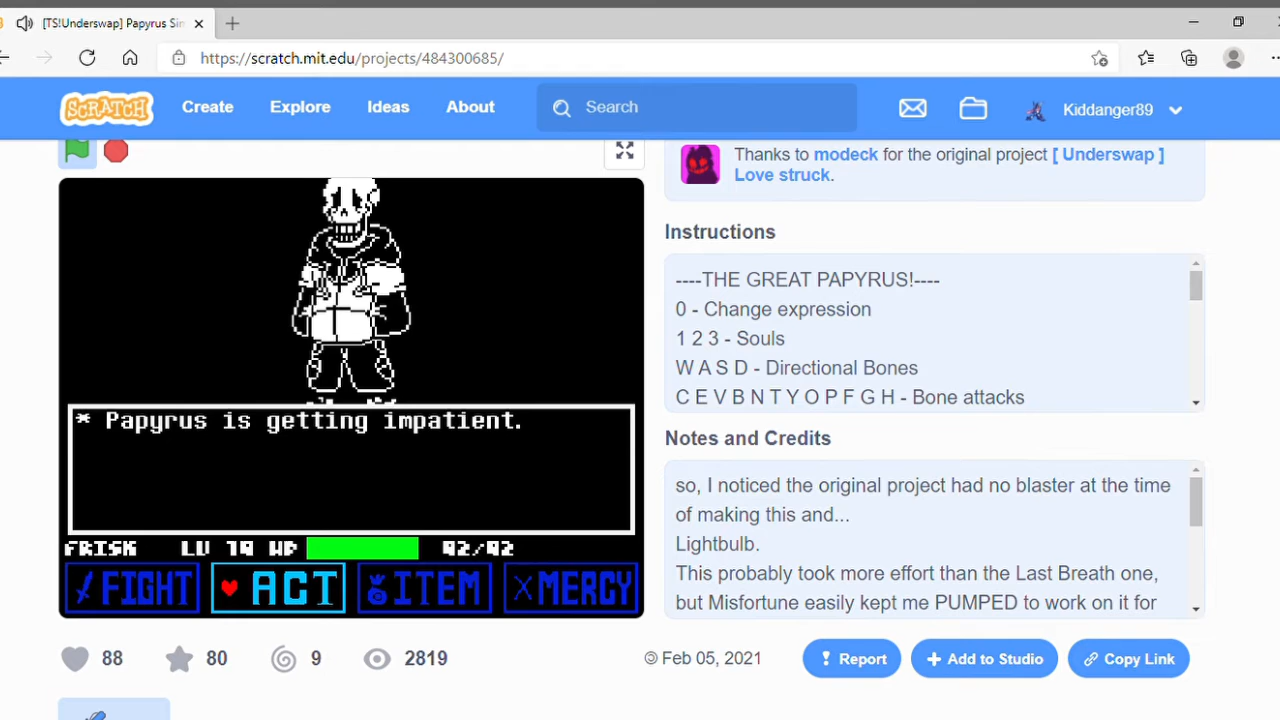 [TS!Underswap] Papyrus Sin
https://scratch.mit.edu/projects/484300685/
SCRATCH Create Explore Ideas About Search Kiddanger89
Thanks to modeck for the original project [ Underswap ]
Love struck.
Instructions
----THE GREAT PAPYRUS!----
0 - Change expression
1 2 3 - Souls
W A S D - Directional Bones
C E V B N T Y O P F G H - Bone attacks
* Papyrus is getting impatient.
FRISK LV 19 HP 92/92
FIGHT ACT ITEM MERCY
Notes and Credits
so, I noticed the original project had no blaster at the time
of making this and...
Lightbulb.
This probably took more effort than the Last Breath one,
but Misfortune easily kept me PUMPED to work on it for
88 80 9 2819
© Feb 05, 2021 Report Add to Studio Copy Link